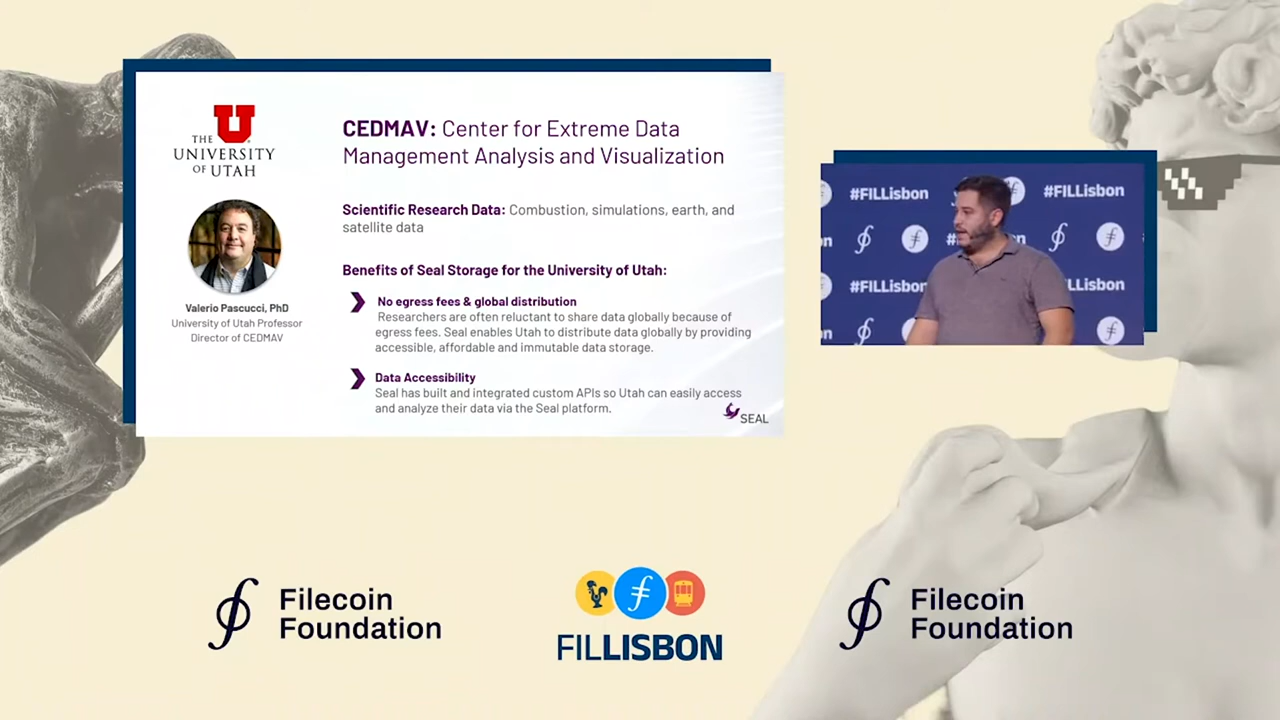 THE
UNIVERSITY
OF UTAH
Valerio Pascucci, PhD
University of Utah Professor
Director of CEDMAV
CEDMAV: Center for Extreme Data
Management Analysis and Visualization
Scientific Research Data: Combustion, simulations, earth, and
satellite data
Benefits of Seal Storage for the University of Utah:
No egress fees & global distribution
Researchers are often reluctant to share data globally because of
egress fees. Seal enables Utah to distribute data globally by providing
accessible, affordable and immutable data storage.
Data Accessibility
Seal has built and integrated custom APIs so Utah can easily access
and analyze their data via the Seal platform.
SEAL
#FILLisbon
#FILLisbon
#FILLisbon
Filecoin
Foundation
FILLISBON
Filecoin
Foundation